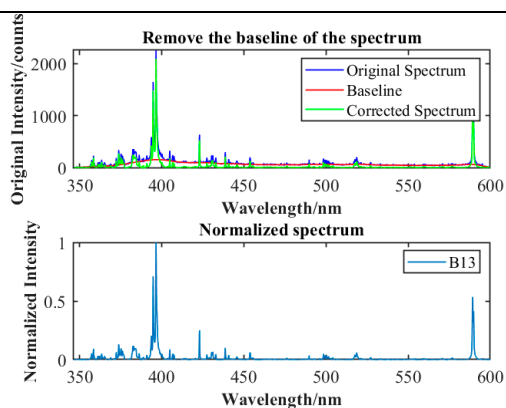 Remove the baseline of the spectrum
Original Intensity/counts
2000
1000
0
Original Spectrum
Baseline
Corrected Spectrum
350 400 450 500 550 600
Wavelength/nm
Normalized spectrum
Normalized Intensity
1
0.5
0
B13
350 400 450 500 550 600
Wavelength/nm